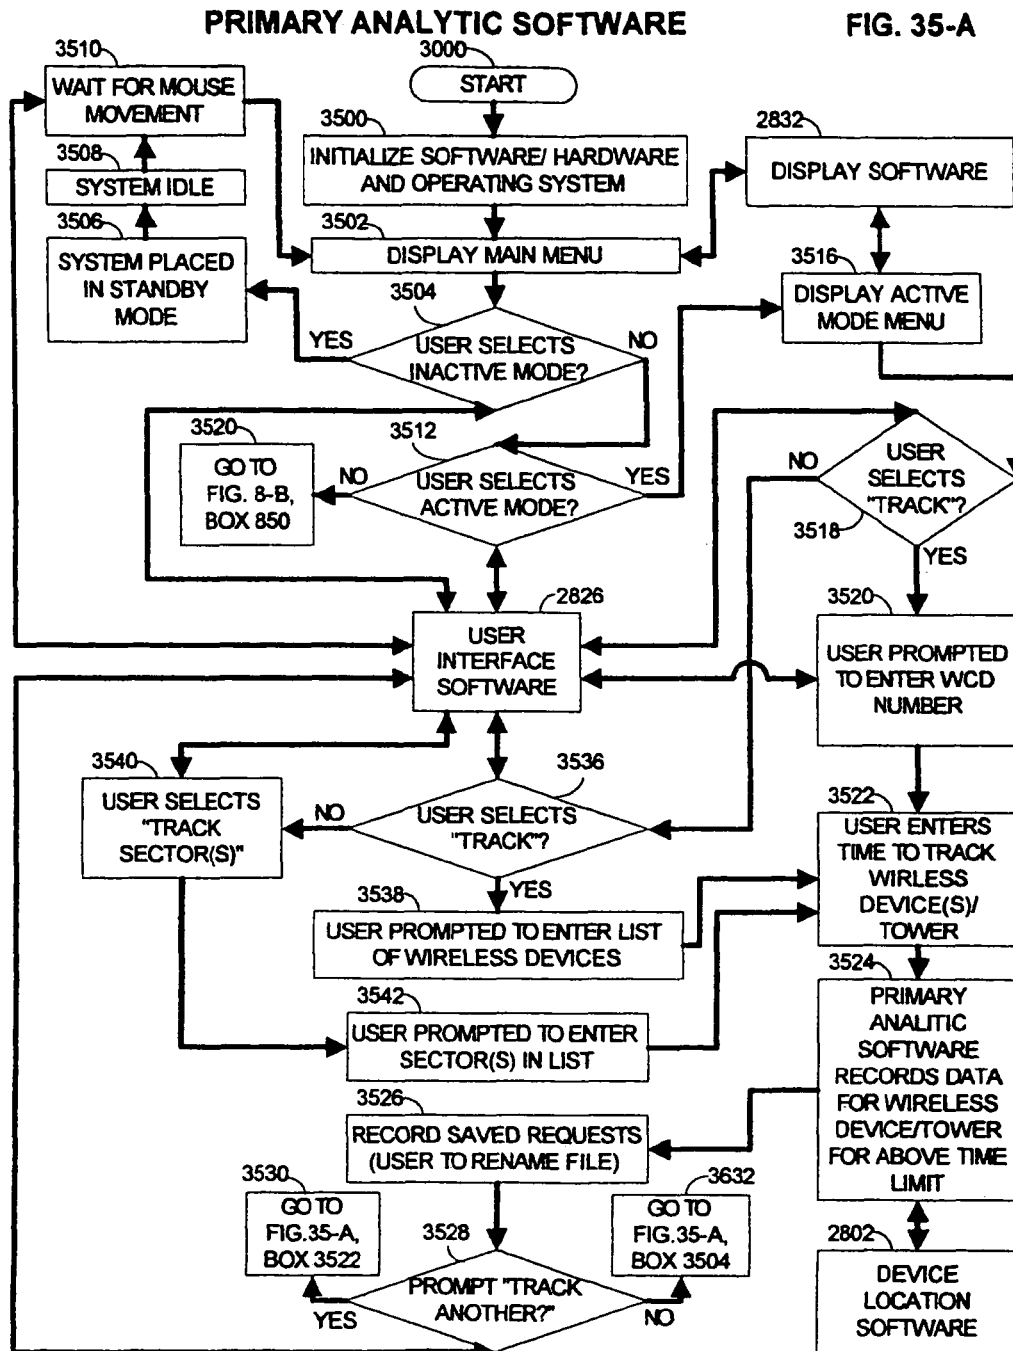 PRIMARY ANALYTIC SOFTWARE
FIG. 35-A
3510
WAIT FOR MOUSE
MOVEMENT
3508
SYSTEM IDLE
3506
SYSTEM PLACED
IN STANDBY
MODE
3000
START
3500
INITIALIZE SOFTWARE/ HARDWARE
AND OPERATING SYSTEM
3502
DISPLAY MAIN MENU
2832
DISPLAY SOFTWARE
3516
DISPLAY ACTIVE
MODE MENU
3504
YES
NO
USER SELECTS
INACTIVE MODE?
3520
GO TO
FIG. 8-B,
BOX 850
3512
NO
USER SELECTS
ACTIVE MODE?
YES
NO
USER
SELECTS
"TRACK"?
3518
YES
2826
USER
INTERFACE
SOFTWARE
3520
USER PROMPTED
TO ENTER WCD
NUMBER
3540
USER SELECTS
"TRACK
SECTOR(S)"
NO
3536
USER SELECTS
"TRACK"?
YES
3522
USER ENTERS
TIME TO TRACK
WIRLESS
DEVICE(S)/
TOWER
3538
USER PROMPTED TO ENTER LIST
OF WIRELESS DEVICES
3542
USER PROMPTED TO ENTER
SECTOR(S) IN LIST
3524
PRIMARY
ANALITIC
SOFTWARE
RECORDS DATA
FOR WIRELESS
DEVICE/TOWER
FOR ABOVE TIME
LIMIT
3526
RECORD SAVED REQUESTS
(USER TO RENAME FILE)
3530
GO TO
FIG.35-A,
BOX 3522
3528
PROMPT "TRACK
ANOTHER?"
YES
NO
3632
GO TO
FIG.35-A,
BOX 3504
2802
DEVICE
LOCATION
SOFTWARE